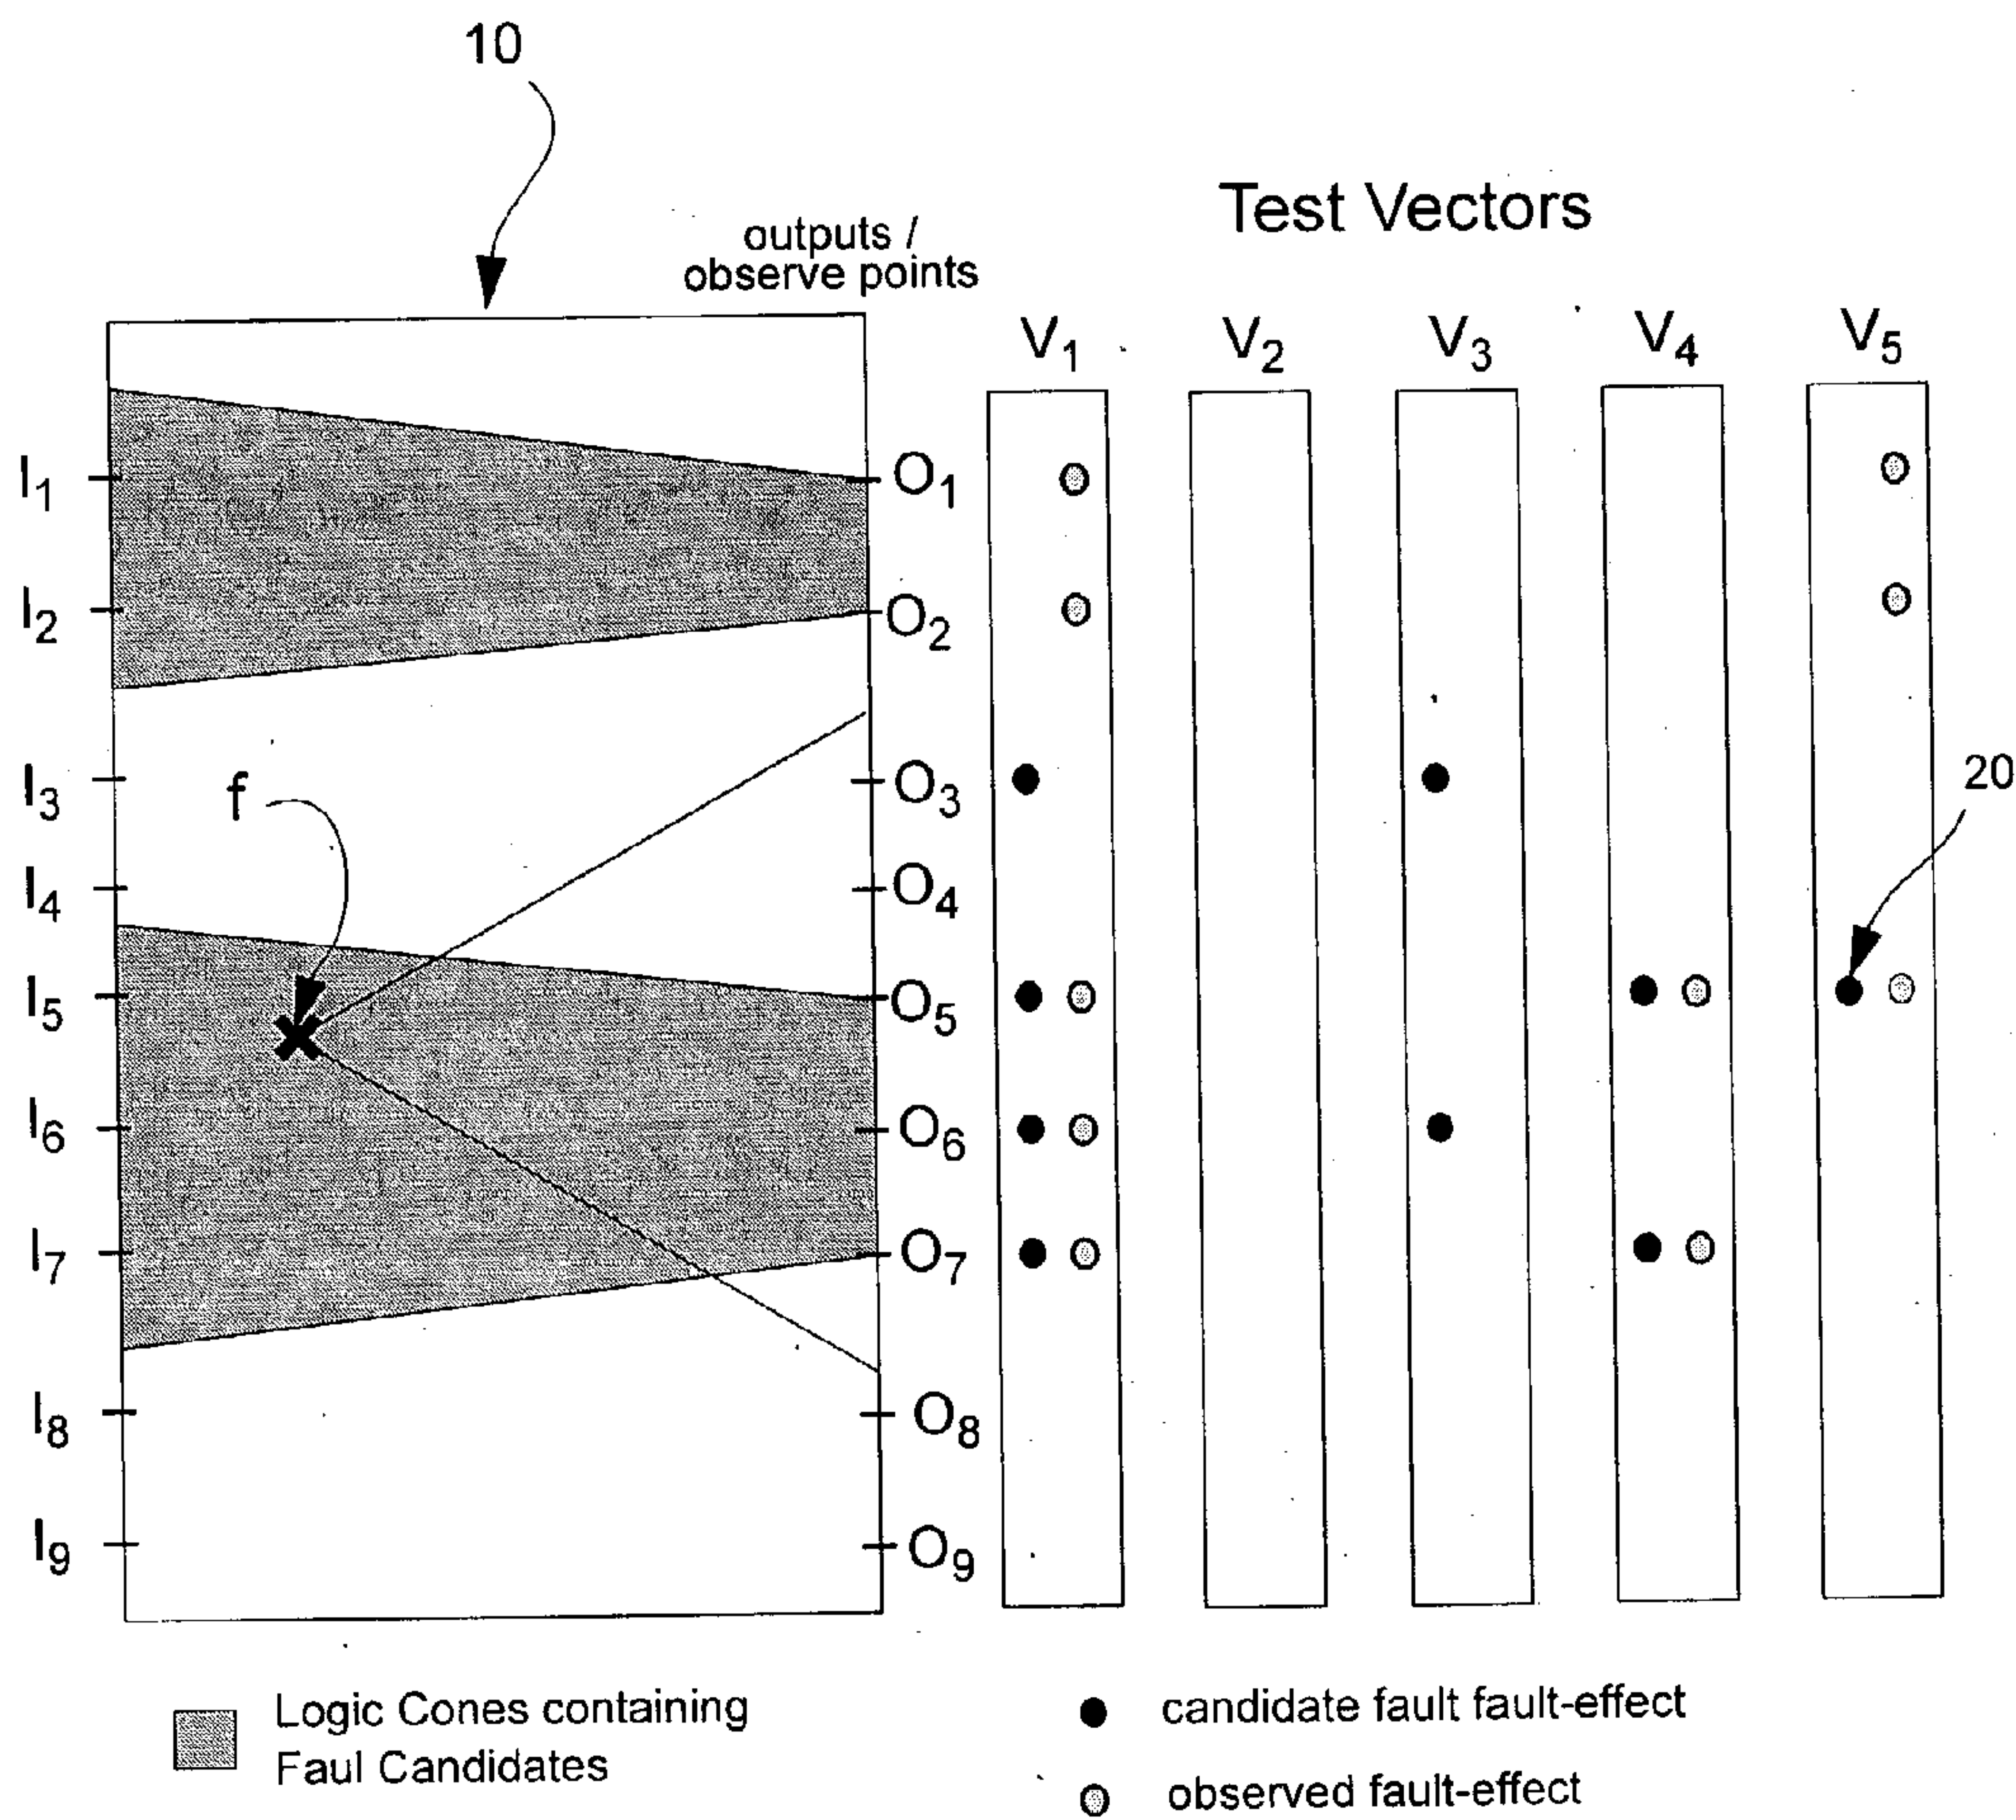 10
Test Vectors
outputs /
observe points
V1 V2 V3 V4 V5
I1 O1
I2 O2
I3 O3
f
20
I4 O4
I5 O5
I6 O6
I7 O7
I8 O8
I9 O9
Logic Cones containing
Faul Candidates
candidate fault fault-effect
observed fault-effect